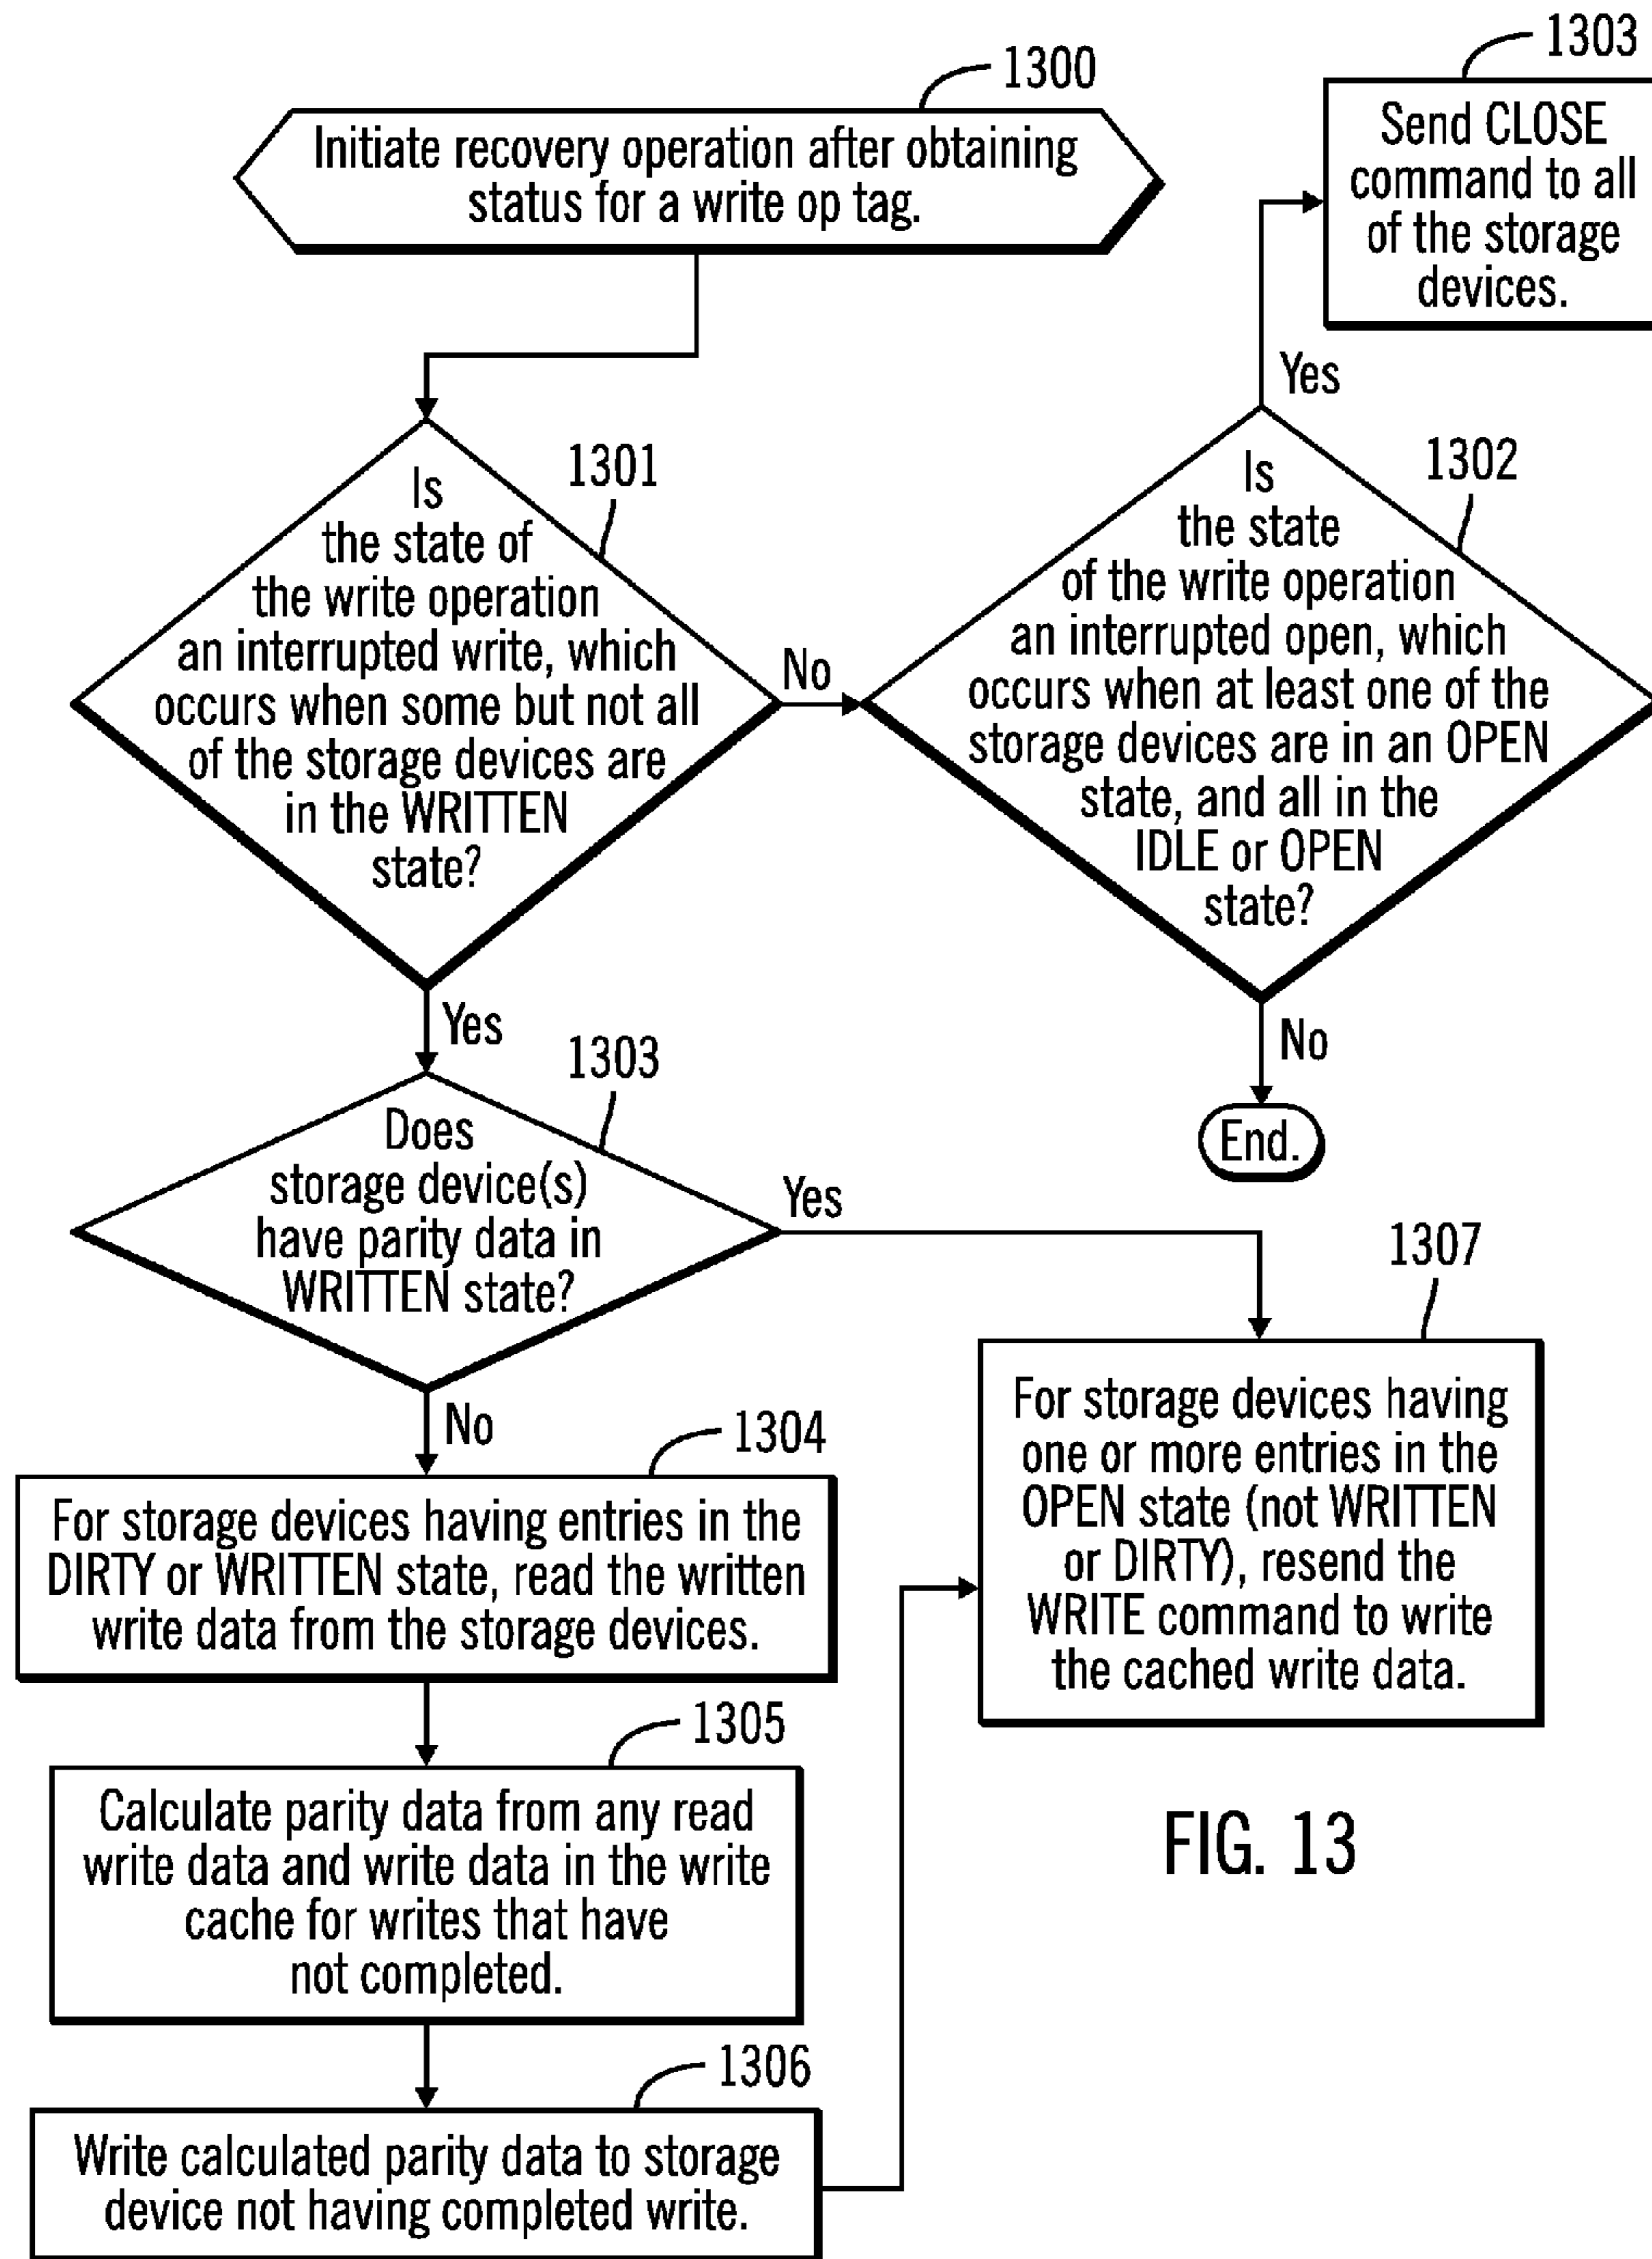 1300
Initiate recovery operation after obtaining
status for a write op tag.
1303
Send CLOSE
command to all
of the storage
devices.
Yes
1301
Is
the state of
the write operation
an interrupted write, which
occurs when some but not all
of the storage devices are
in the WRITTEN
state?
No
1302
Is
the state
of the write operation
an interrupted open, which
occurs when at least one of the
storage devices are in an OPEN
state, and all in the
IDLE or OPEN
state?
Yes
No
End.
1303
Does
storage device(s)
have parity data in
WRITTEN state?
Yes
No
1307
For storage devices having
one or more entries in the
OPEN state (not WRITTEN
or DIRTY), resend the
WRITE command to write
the cached write data.
1304
For storage devices having entries in the
DIRTY or WRITTEN state, read the written
write data from the storage devices.
1305
Calculate parity data from any read
write data and write data in the write
cache for writes that have
not completed.
1306
Write calculated parity data to storage
device not having completed write.
FIG. 13